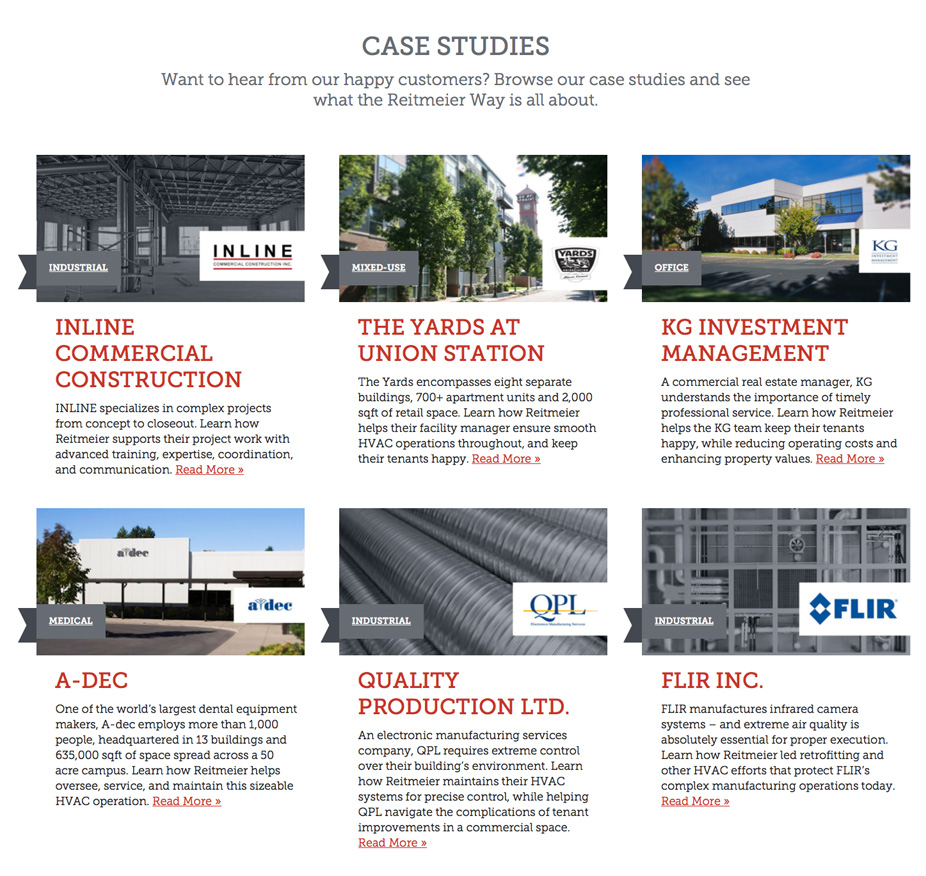 CASE STUDIES
Want to hear from our happy customers? Browse our case studies and see
what the Reitmeier Way is all about.
INLINE
COMMERCIAL CONSTRUCTION INC.
INDUSTRIAL
INLINE
COMMERCIAL
CONSTRUCTION
INLINE specializes in complex projects
from concept to closeout. Learn how
Reitmeier supports their project work with
advanced training, expertise, coordination,
and communication. Read More »
YARDS
MIXED-USE
THE YARDS AT
UNION STATION
The Yards encompasses eight separate
buildings, 700+ apartment units and 2,000
sqft of retail space. Learn how Reitmeier
helps their facility manager ensure smooth
HVAC operations throughout, and keep
their tenants happy. Read More »
KG
INVESTMENT
MANAGEMENT
OFFICE
KG INVESTMENT
MANAGEMENT
A commercial real estate manager, KG
understands the importance of timely
professional service. Learn how Reitmeier
helps the KG team keep their tenants
happy, while reducing operating costs and
enhancing property values. Read More »
a-dec
a-dec
MEDICAL
A-DEC
One of the world's largest dental equipment
makers, A-dec employs more than 1,000
people, headquartered in 13 buildings and
635,000 sqft of space spread across a 50
acre campus. Learn how Reitmeier helps
oversee, service, and maintain this sizeable
HVAC operation. Read More »
QPL
Electronics Manufacturing Services
INDUSTRIAL
QUALITY
PRODUCTION LTD.
An electronic manufacturing services
company, QPL requires extreme control
over their building's environment. Learn
how Reitmeier maintains their HVAC
systems for precise control, while helping
QPL navigate the complications of tenant
improvements in a commercial space.
Read More »
FLIR
INDUSTRIAL
FLIR INC.
FLIR manufactures infrared camera
systems – and extreme air quality is
absolutely essential for proper execution.
Learn how Reitmeier led retrofitting and
other HVAC efforts that protect FLIR's
complex manufacturing operations today.
Read More »